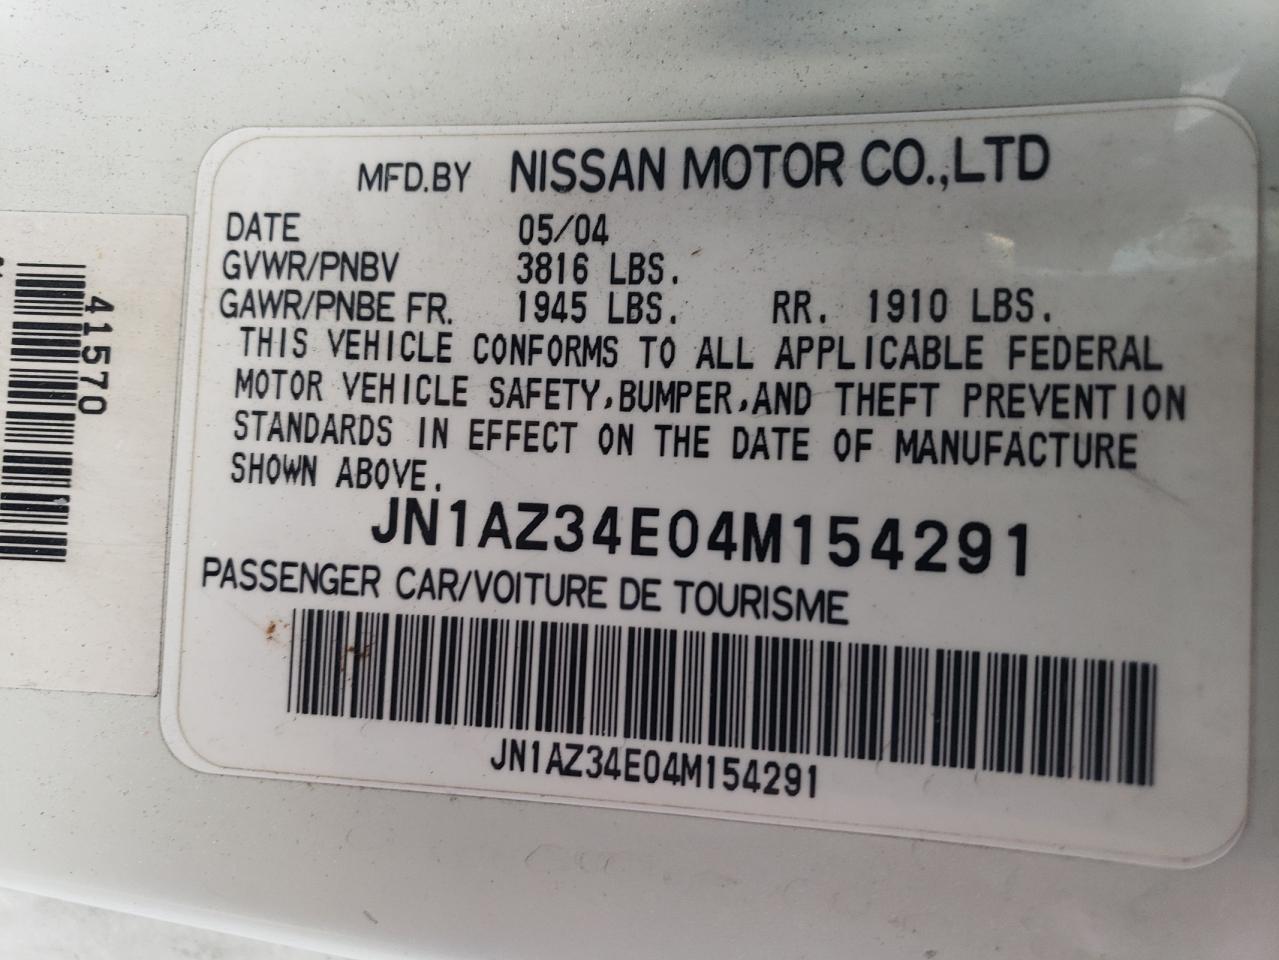 MFD.BY NISSAN MOTOR CO.,LTD
DATE 05/04
GVWR/PNBV 3816 LBS.
GAWR/PNBE FR. 1945 LBS. RR. 1910 LBS.
THIS VEHICLE CONFORMS TO ALL APPLICABLE FEDERAL
MOTOR VEHICLE SAFETY,BUMPER,AND THEFT PREVENTION
STANDARDS IN EFFECT ON THE DATE OF MANUFACTURE
SHOWN ABOVE.
JN1AZ34E04M154291
PASSENGER CAR/VOITURE DE TOURISME
JN1AZ34E04M154291
41570